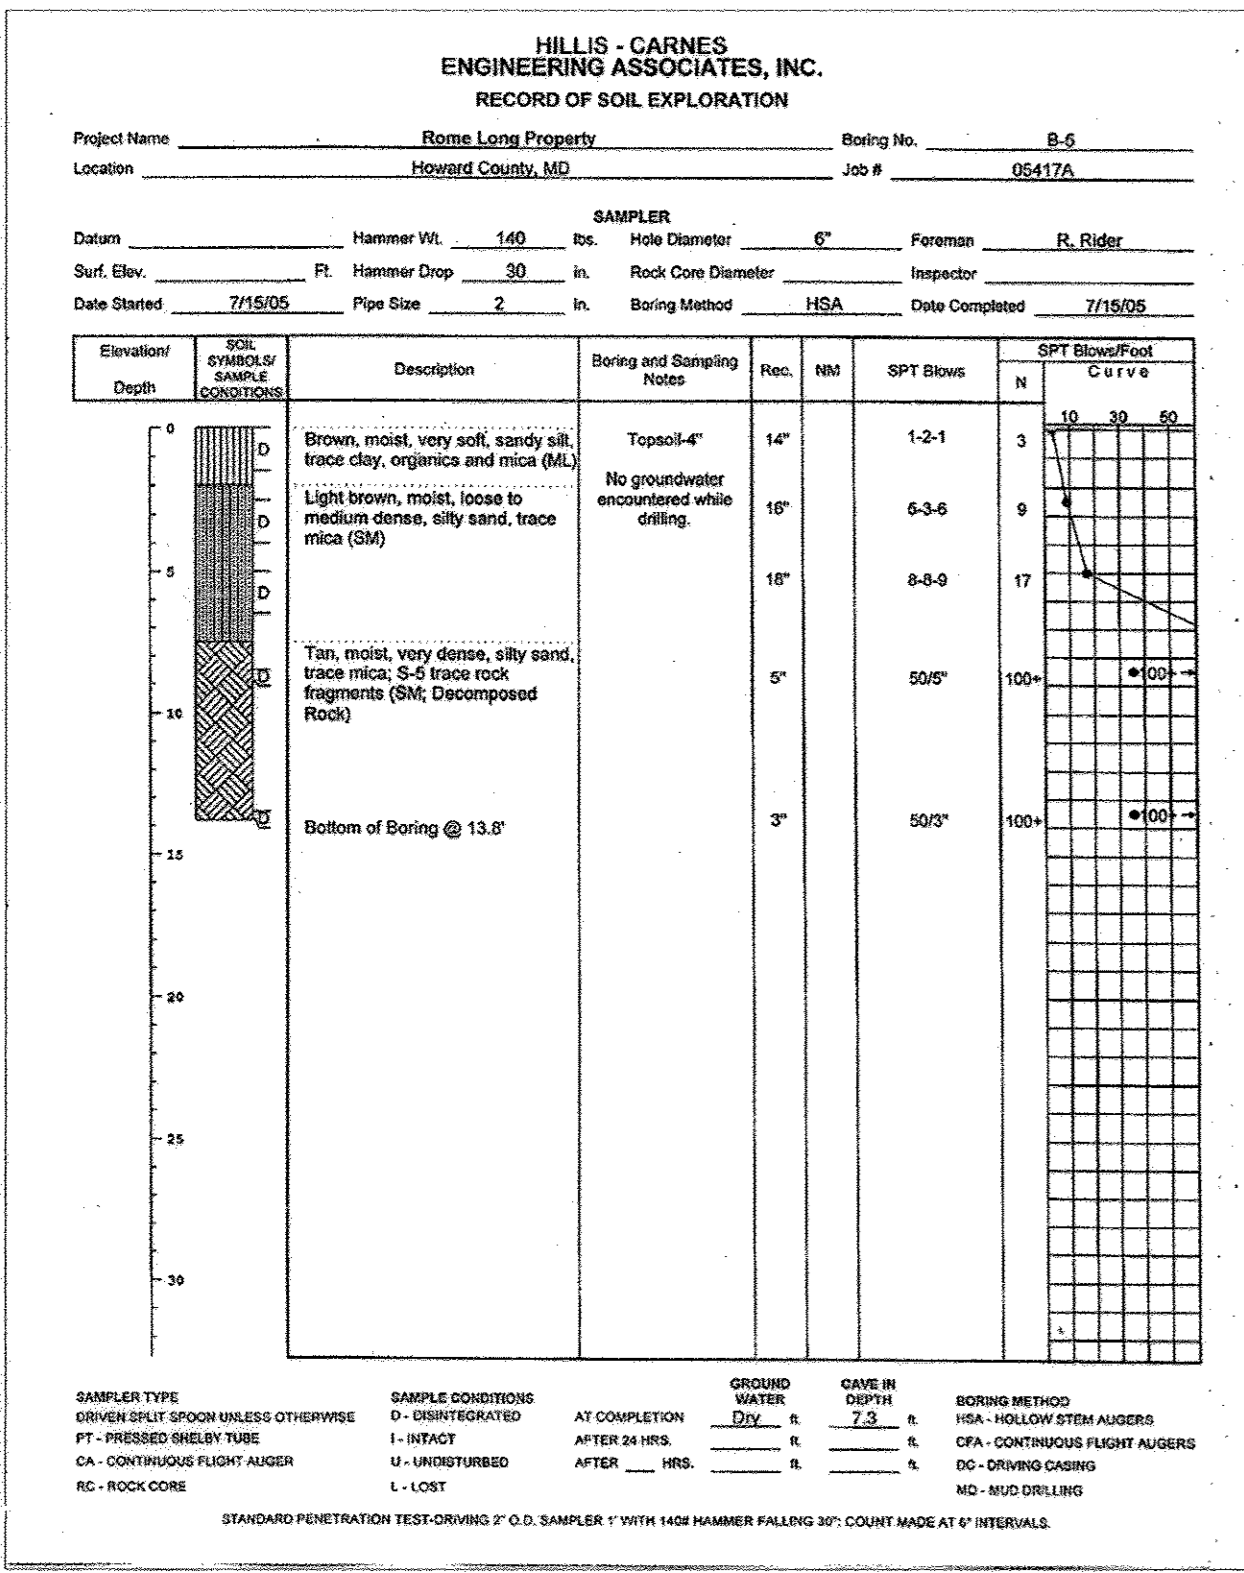 HILLIS - CARNES
ENGINEERING ASSOCIATES, INC.
RECORD OF SOIL EXPLORATION
Project Name Rome Long Property Boring No. B-5
Location Howard County, MD Job # 05417A
SAMPLER
Datum Hammer Wt. 140 lbs. Hole Diameter 6" Foreman R. Rider
Surf. Elev. Ft. Hammer Drop 30 in. Rock Core Diameter Inspector
Date Started 7/15/05 Pipe Size 2 in. Boring Method HSA Date Completed 7/15/05
Elevation/
Depth
SOIL
SYMBOLS/
SAMPLE
CONDITIONS
Description
Boring and Sampling
Notes
Rec.
NM
SPT Blows
SPT Blows/Foot
N
Curve
10 30 50
0
D
Brown, moist, very soft, sandy silt,
trace clay, organics and mica (ML)
Topsoil-4"
14"
1-2-1
3
No groundwater
encountered while
drilling.
Light brown, moist, loose to
medium dense, silty sand, trace
mica (SM)
D
16"
5-3-6
9
5
D
18"
8-8-9
17
Tan, moist, very dense, silty sand,
trace mica; S-5 trace rock
fragments (SM; Decomposed
Rock)
D
5"
50/5"
100+
100+
10
D
Bottom of Boring @ 13.8'
3"
50/3"
100+
100+
15
20
25
30
SAMPLER TYPE
DRIVEN SPLIT SPOON UNLESS OTHERWISE
PT - PRESSED SHELBY TUBE
CA - CONTINUOUS FLIGHT AUGER
RC - ROCK CORE
SAMPLE CONDITIONS
D - DISINTEGRATED
I - INTACT
U - UNDISTURBED
L - LOST
GROUND
WATER
CAVE IN
DEPTH
AT COMPLETION Dry ft. 7.3 ft.
AFTER 24 HRS. ft. ft.
AFTER HRS. ft. ft.
BORING METHOD
HSA - HOLLOW STEM AUGERS
CFA - CONTINUOUS FLIGHT AUGERS
DC - DRIVING CASING
MD - MUD DRILLING
STANDARD PENETRATION TEST-DRIVING 2" O.D. SAMPLER 1' WITH 140# HAMMER FALLING 30"; COUNT MADE AT 6" INTERVALS.